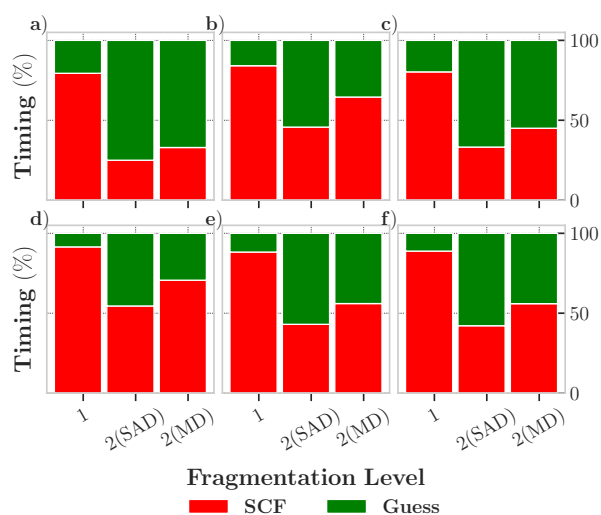 a) b) c)
Timing (%)
100
50
0
d) e) f)
Timing (%)
100
50
0
1 2(SAD) 2(MD) 1 2(SAD) 2(MD) 1 2(SAD) 2(MD)
Fragmentation Level
SCF Guess